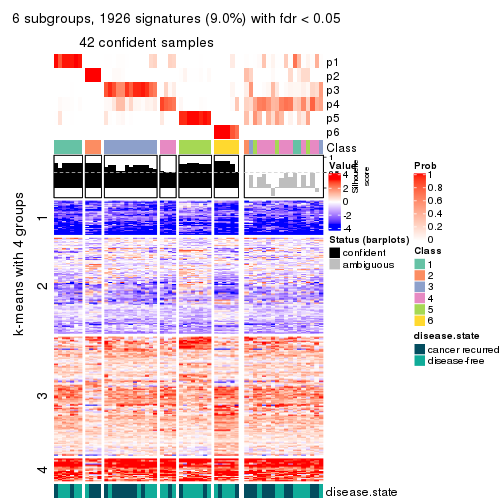 6 subgroups, 1926 signatures (9.0%) with fdr < 0.05
42 confident samples
p1
p2
p3
p4
p5
p6
Class
1
0.5
0
Silhouette
score
Value
4
2
0
-2
-4
Status (barplots)
confident
ambiguous
Prob
1
0.8
0.6
0.4
0.2
0
Class
1
2
3
4
5
6
disease.state
cancer recurred
disease-free
k-means with 4 groups
1
2
3
4
disease.state